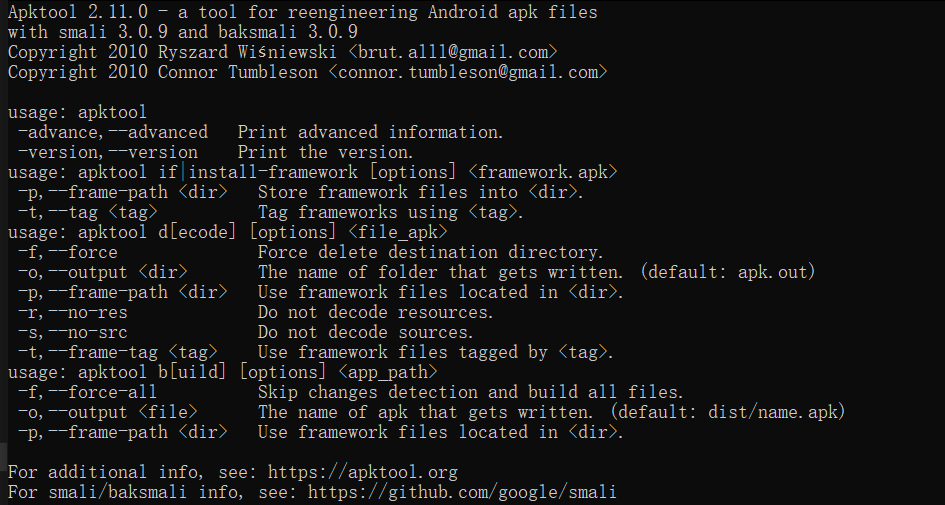 Apktool 2.11.0 - a tool for reengineering Android apk files
with smali 3.0.9 and baksmali 3.0.9
Copyright 2010 Ryszard Wiśniewski <brut.alll@gmail.com>
Copyright 2010 Connor Tumbleson <connor.tumbleson@gmail.com>

usage: apktool
 -advance,--advanced   Print advanced information.
 -version,--version    Print the version.
usage: apktool if|install-framework [options] <framework.apk>
 -p,--frame-path <dir>   Store framework files into <dir>.
 -t,--tag <tag>          Tag frameworks using <tag>.
usage: apktool d[ecode] [options] <file_apk>
 -f,--force              Force delete destination directory.
 -o,--output <dir>       The name of folder that gets written. (default: apk.out)
 -p,--frame-path <dir>   Use framework files located in <dir>.
 -r,--no-res             Do not decode resources.
 -s,--no-src             Do not decode sources.
 -t,--frame-tag <tag>    Use framework files tagged by <tag>.
usage: apktool b[uild] [options] <app_path>
 -f,--force-all          Skip changes detection and build all files.
 -o,--output <file>      The name of apk that gets written. (default: dist/name.apk)
 -p,--frame-path <dir>   Use framework files located in <dir>.

For additional info, see: https://apktool.org
For smali/baksmali info, see: https://github.com/google/smali